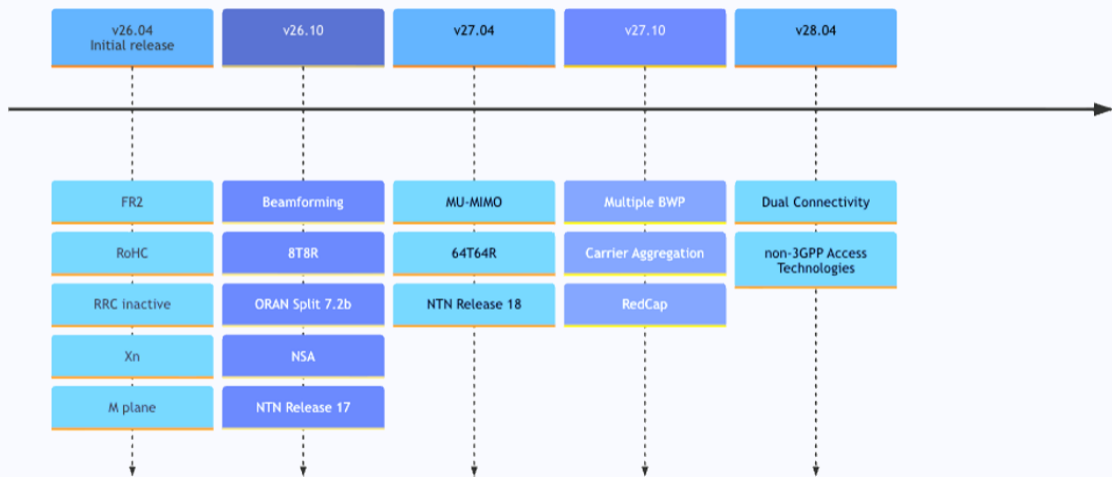 v26.04
Initial release
v26.10
v27.04
v27.10
v28.04
FR2
RoHC
RRC inactive
Xn
M plane
Beamforming
8T8R
ORAN Split 7.2b
NSA
NTN Release 17
MU-MIMO
64T64R
NTN Release 18
Multiple BWP
Carrier Aggregation
RedCap
Dual Connectivity
non-3GPP Access
Technologies